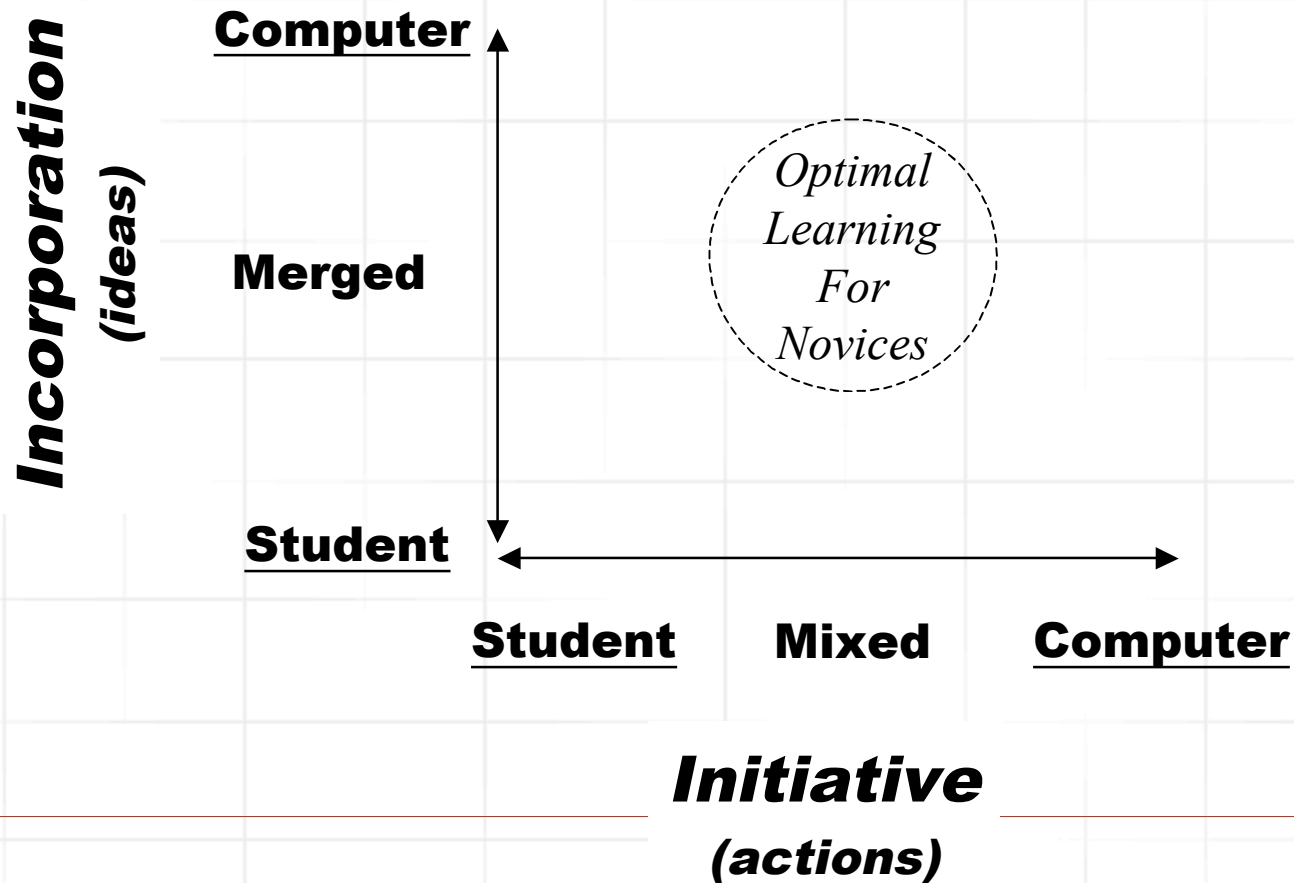 Incorporation
(ideas)
Computer
Merged
Student
Optimal
Learning
For
Novices
Student Mixed Computer
Initiative
(actions)